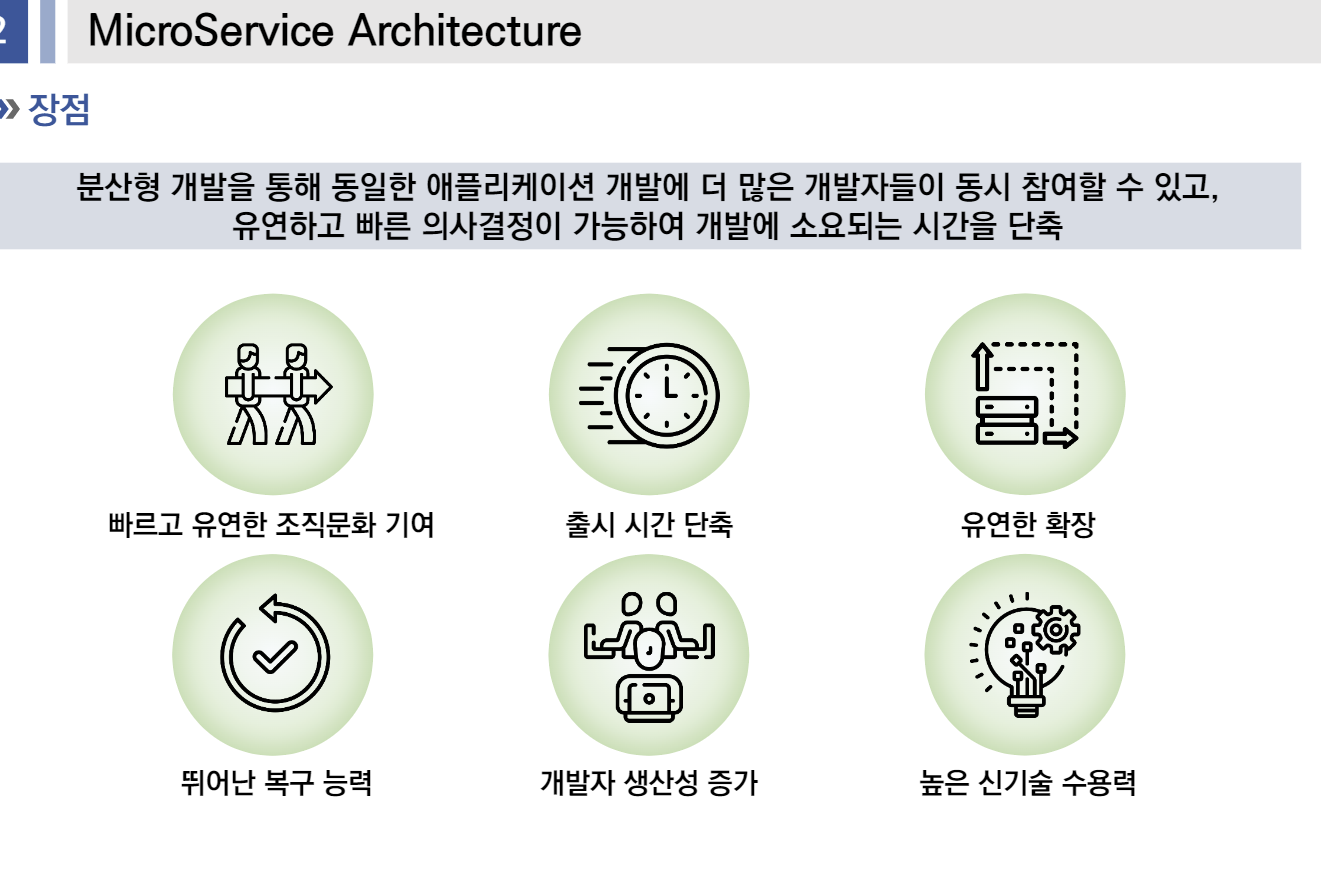 2
MicroService Architecture
» 장점
분산형 개발을 통해 동일한 애플리케이션 개발에 더 많은 개발자들이 동시 참여할 수 있고,
유연하고 빠른 의사결정이 가능하여 개발에 소요되는 시간을 단축
빠르고 유연한 조직문화 기여
출시 시간 단축
유연한 확장
뛰어난 복구 능력
개발자 생산성 증가
높은 신기술 수용력